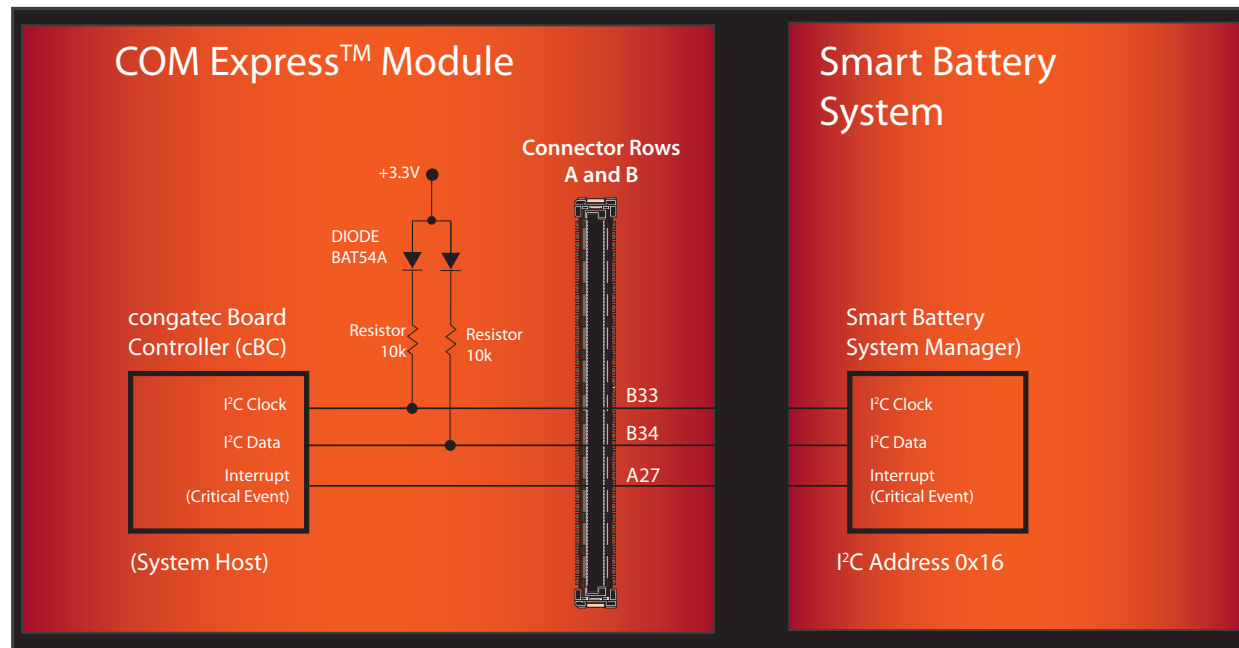 COM Express™ Module
Smart Battery
System
Connector Rows
A and B
+3.3V
DIODE
BAT54A
congatec Board
Controller (cBC)
Resistor
10k
Resistor
10k
Smart Battery
System Manager)
I²C Clock
B33
I²C Clock
I²C Data
B34
I²C Data
Interrupt
(Critical Event)
A27
Interrupt
(Critical Event)
(System Host)
I²C Address 0x16